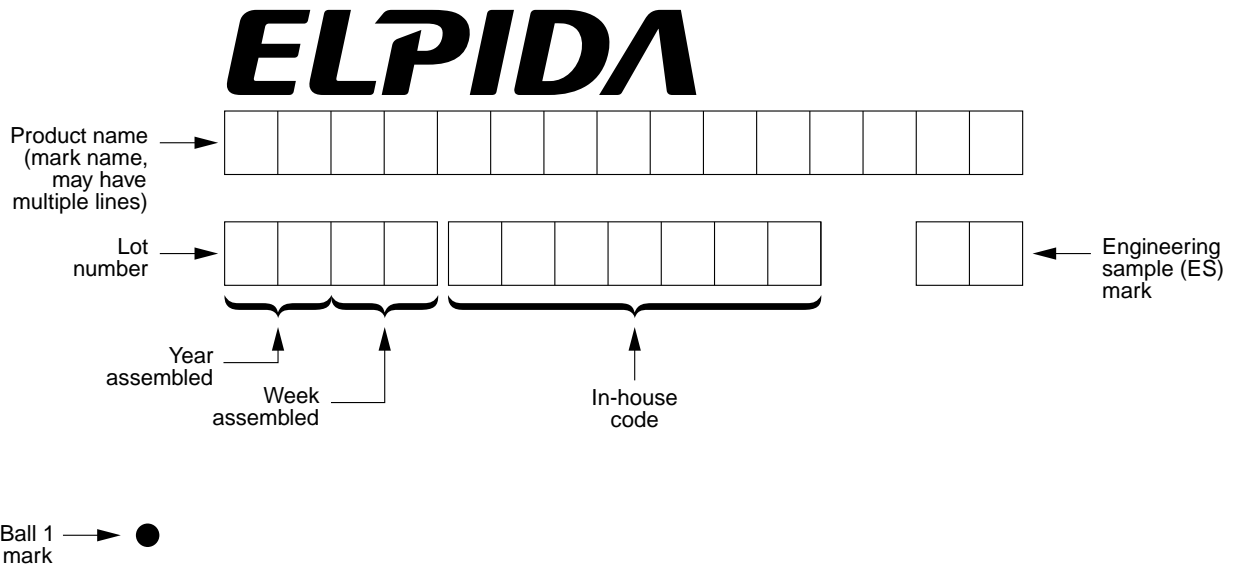 ELPIDA
Product name
(mark name,
may have
multiple lines)
Lot
number
Engineering
sample (ES)
mark
Year
assembled
Week
assembled
In-house
code
Ball 1
mark